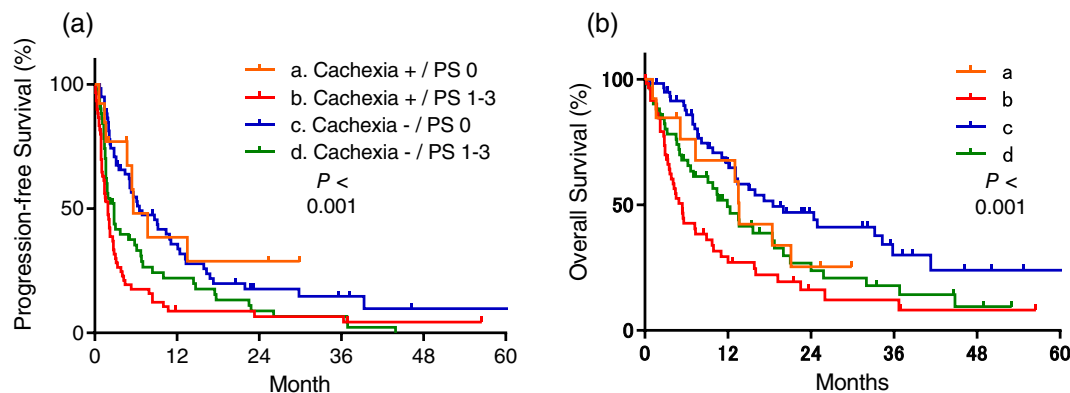 (a)
Progression-free Survival (%)
100
50
0
a. Cachexia + / PS 0
b. Cachexia + / PS 1-3
c. Cachexia - / PS 0
d. Cachexia - / PS 1-3
P <
0.001
0 12 24 36 48 60
Month
(b)
Overall Survival (%)
100
50
0
a
b
c
d
P <
0.001
0 12 24 36 48 60
Months